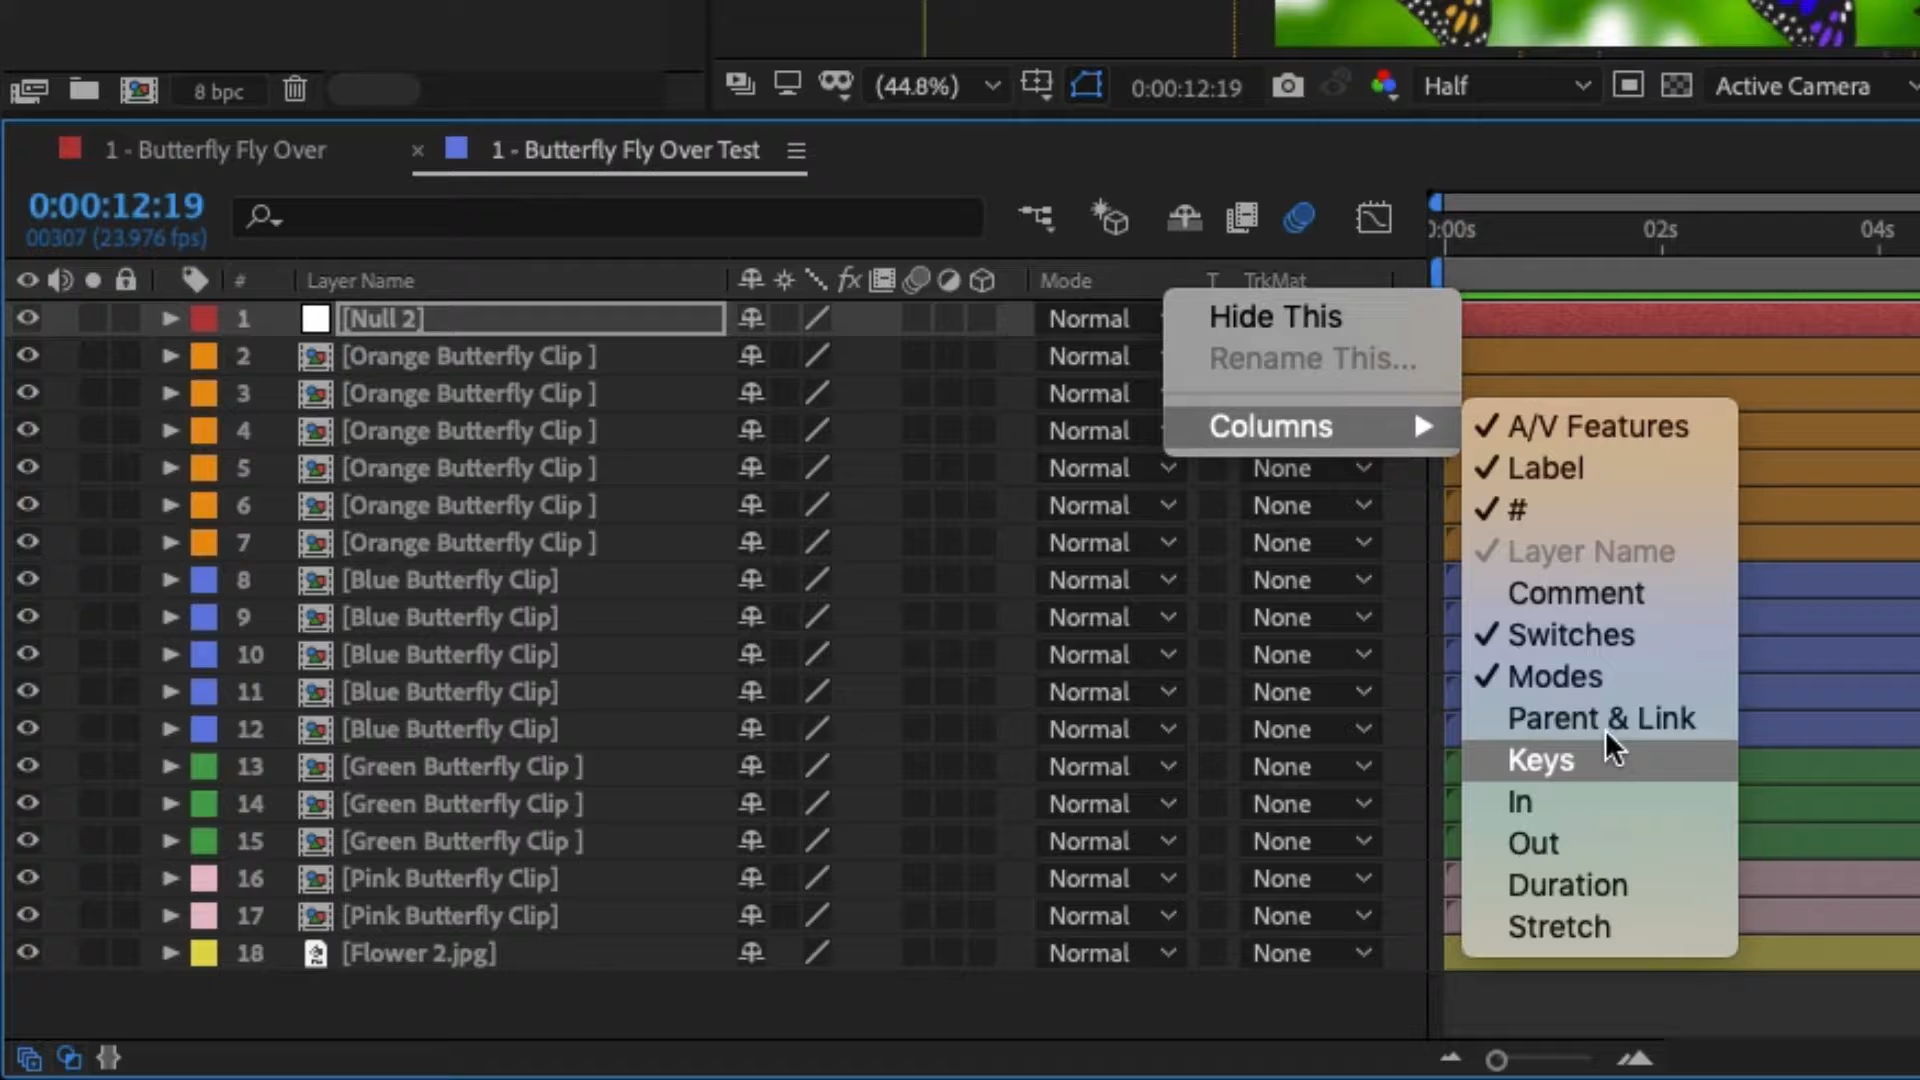 8 bpc
(44.8%)
0:00:12:19
Half
Active Camera
1 - Butterfly Fly Over
1 - Butterfly Fly Over Test
0:00:12:19
00307 (23.976 fps)
0:00s
02s
04s
# Layer Name
fx
Mode
T TrkMat
1 [Null 2] Normal
2 [Orange Butterfly Clip ] Normal
3 [Orange Butterfly Clip ] Normal
4 [Orange Butterfly Clip ] Normal
5 [Orange Butterfly Clip ] Normal None
6 [Orange Butterfly Clip ] Normal None
7 [Orange Butterfly Clip ] Normal None
8 [Blue Butterfly Clip] Normal None
9 [Blue Butterfly Clip] Normal None
10 [Blue Butterfly Clip] Normal None
11 [Blue Butterfly Clip] Normal None
12 [Blue Butterfly Clip] Normal None
13 [Green Butterfly Clip ] Normal None
14 [Green Butterfly Clip ] Normal None
15 [Green Butterfly Clip ] Normal None
16 [Pink Butterfly Clip] Normal None
17 [Pink Butterfly Clip] Normal None
18 [Flower 2.jpg] Normal None
Hide This
Rename This...
Columns
A/V Features
Label
#
Layer Name
Comment
Switches
Modes
Parent & Link
Keys
In
Out
Duration
Stretch